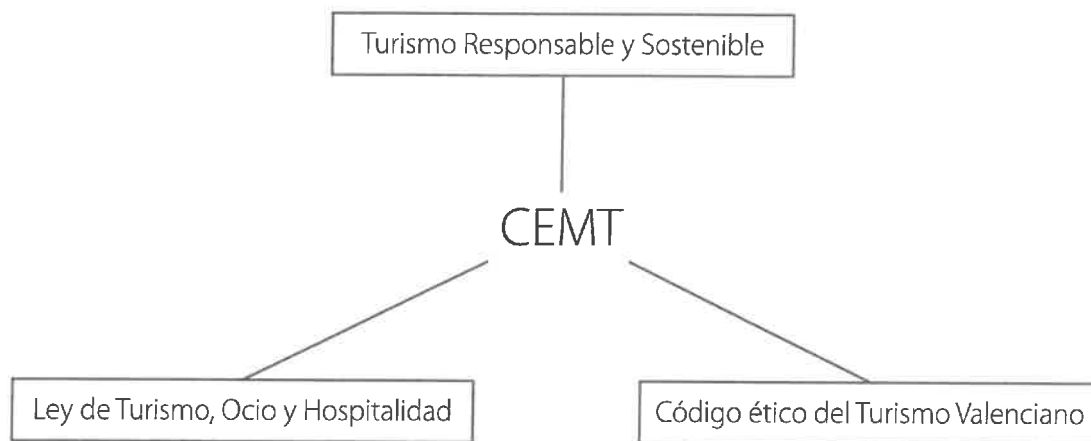 Turismo Responsable y Sostenible
CEMT
Ley de Turismo, Ocio y Hospitalidad
Código ético del Turismo Valenciano